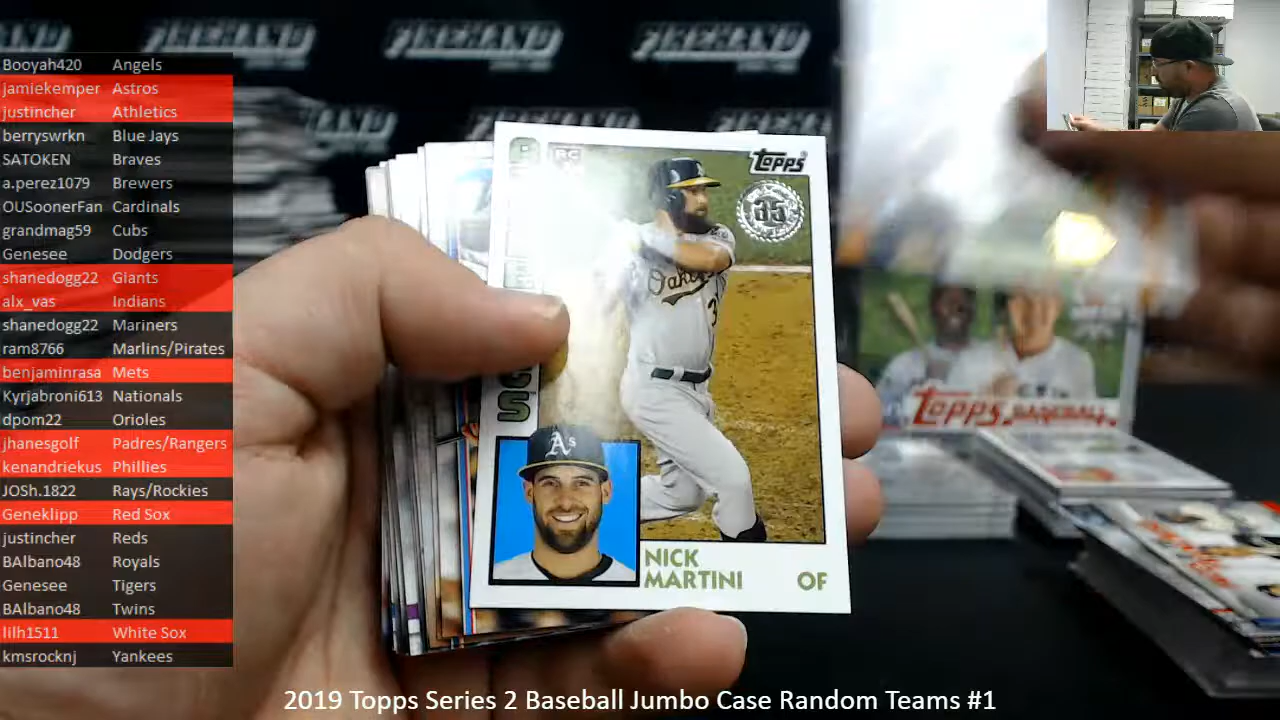 Booyah420 Angels
jamiekemper Astros
justincher Athletics
berryswrkn Blue Jays
SATOKEN Braves
a.perez1079 Brewers
OUSoonerFan Cardinals
grandmag59 Cubs
Genesee Dodgers
shanedogg22 Giants
alx_vas Indians
shanedogg22 Mariners
ram8766 Marlins/Pirates
benjaminrasa Mets
Kyrjabroni613 Nationals
dpom22 Orioles
jhanesgolf Padres/Rangers
kenandriekus Phillies
JOSh.1822 Rays/Rockies
Geneklipp Red Sox
justincher Reds
BAlbano48 Royals
Genesee Tigers
BAlbano48 Twins
lilh1511 White Sox
kmsrocknj Yankees
FIREHAND
FIREHAND
FIREHAND
RC
Topps
35
A's
NICK
MARTINI OF
Topps BASEBALL
2019 Topps Series 2 Baseball Jumbo Case Random Teams #1